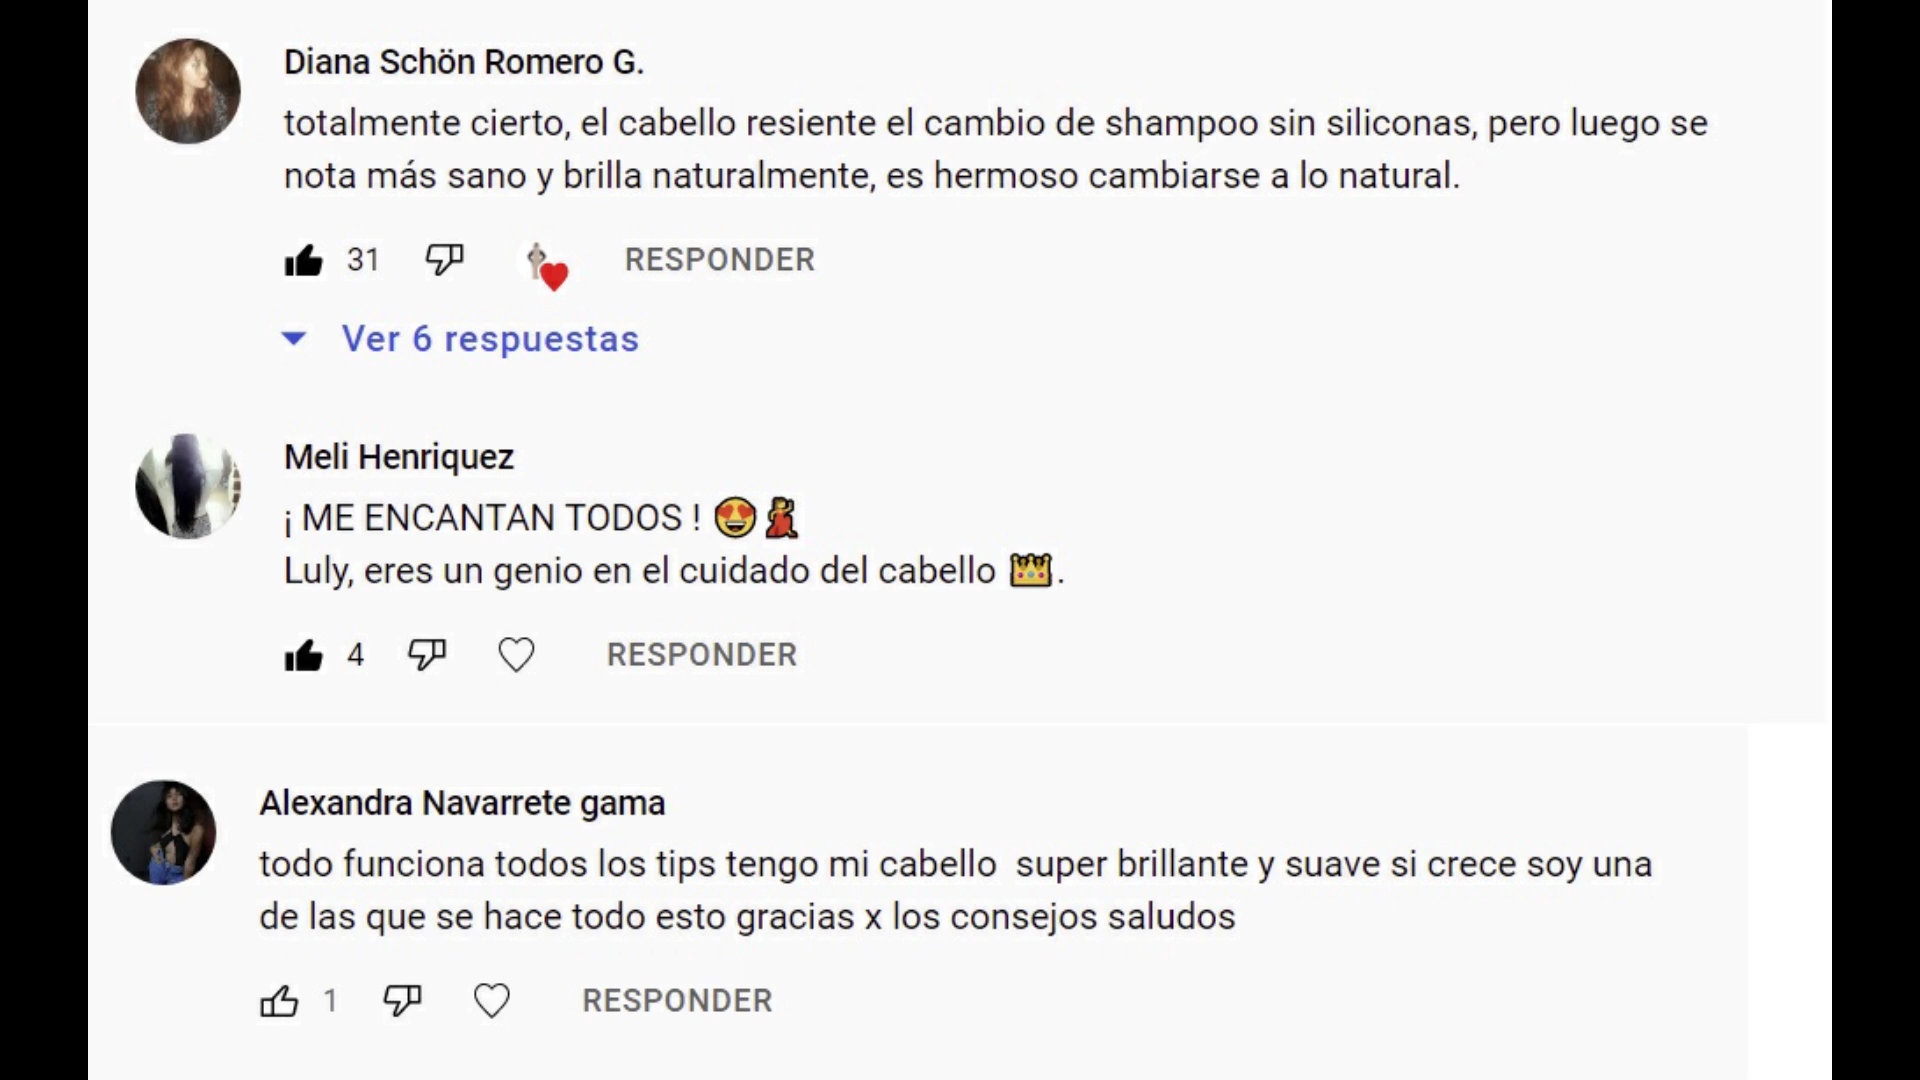 Diana Schön Romero G.
totalmente cierto, el cabello resiente el cambio de shampoo sin siliconas, pero luego se
nota más sano y brilla naturalmente, es hermoso cambiarse a lo natural.
31 RESPONDER
Ver 6 respuestas
Meli Henriquez
¡ ME ENCANTAN TODOS ! 😍💃
Luly, eres un genio en el cuidado del cabello 👑.
4 RESPONDER
Alexandra Navarrete gama
todo funciona todos los tips tengo mi cabello  super brillante y suave si crece soy una
de las que se hace todo esto gracias x los consejos saludos
1 RESPONDER